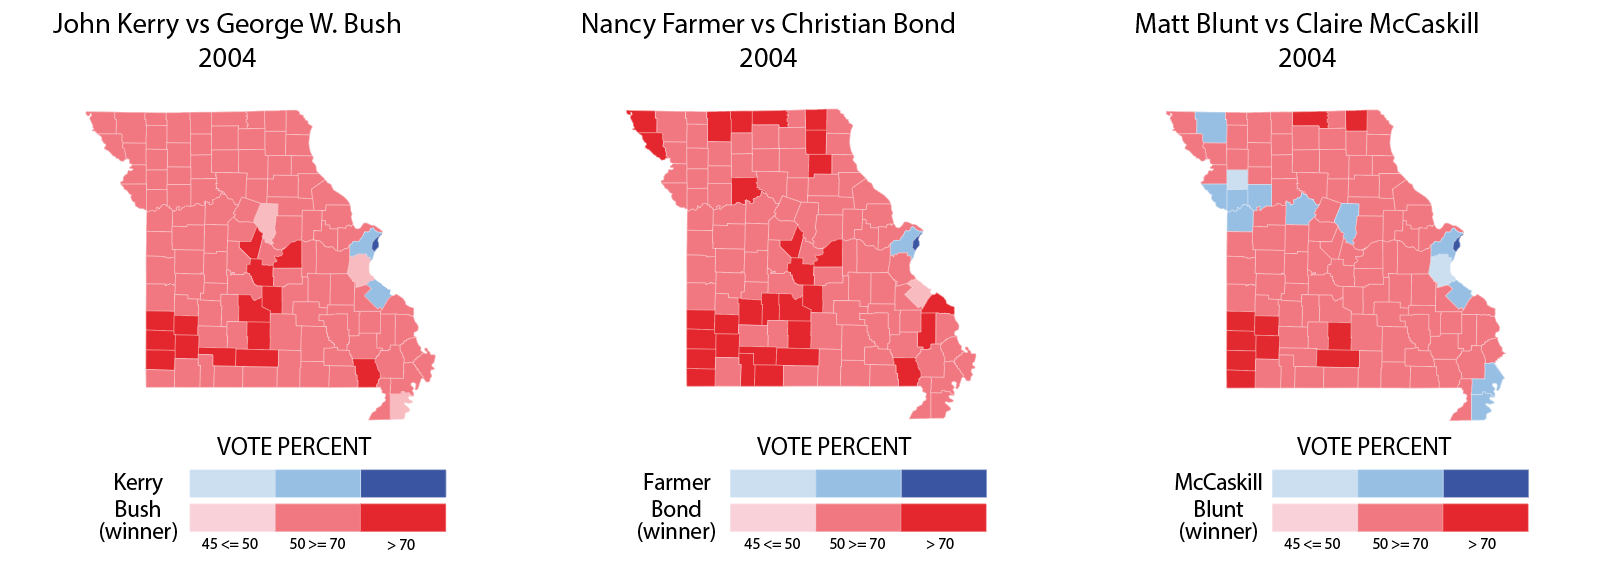 John Kerry vs George W. Bush
2004
Nancy Farmer vs Christian Bond
2004
Matt Blunt vs Claire McCaskill
2004
VOTE PERCENT
Kerry
Bush
(winner)
45 <= 50
50 >= 70
> 70
VOTE PERCENT
Farmer
Bond
(winner)
45 <= 50
50 >= 70
> 70
VOTE PERCENT
McCaskill
Blunt
(winner)
45 <= 50
50 >= 70
> 70